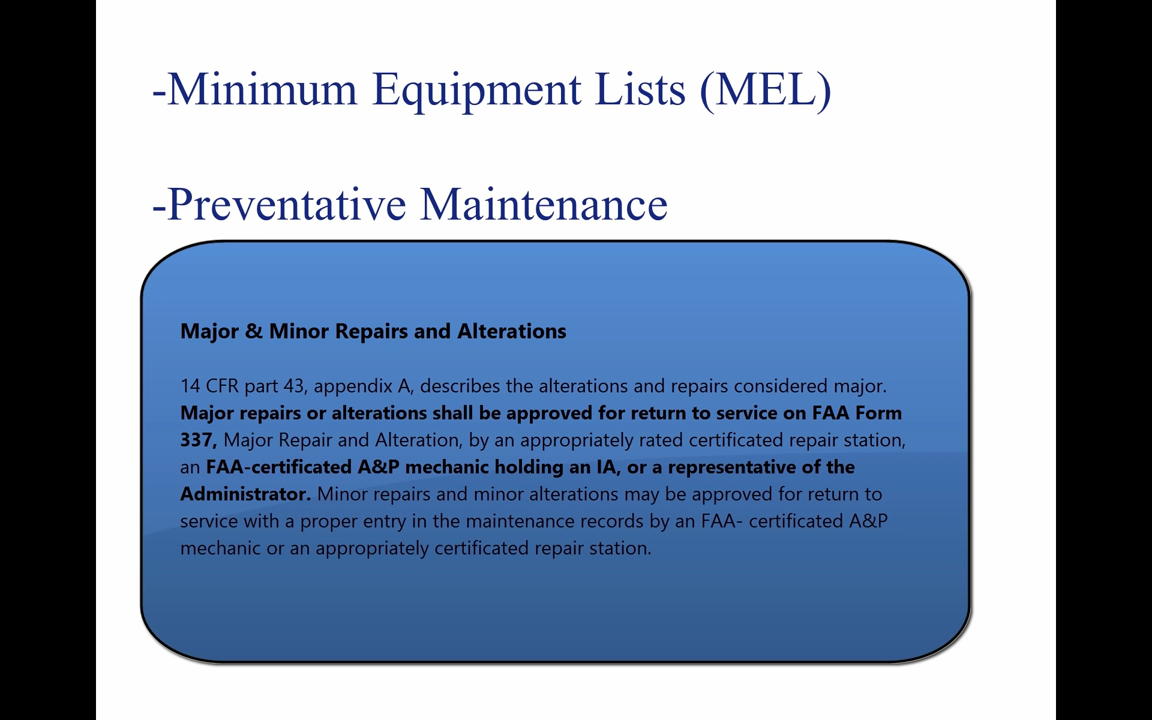 -Minimum Equipment Lists (MEL)
-Preventative Maintenance
Major & Minor Repairs and Alterations
14 CFR part 43, appendix A, describes the alterations and repairs considered major.
Major repairs or alterations shall be approved for return to service on FAA Form
337, Major Repair and Alteration, by an appropriately rated certificated repair station,
an FAA-certificated A&P mechanic holding an IA, or a representative of the
Administrator. Minor repairs and minor alterations may be approved for return to
service with a proper entry in the maintenance records by an FAA- certificated A&P
mechanic or an appropriately certificated repair station.